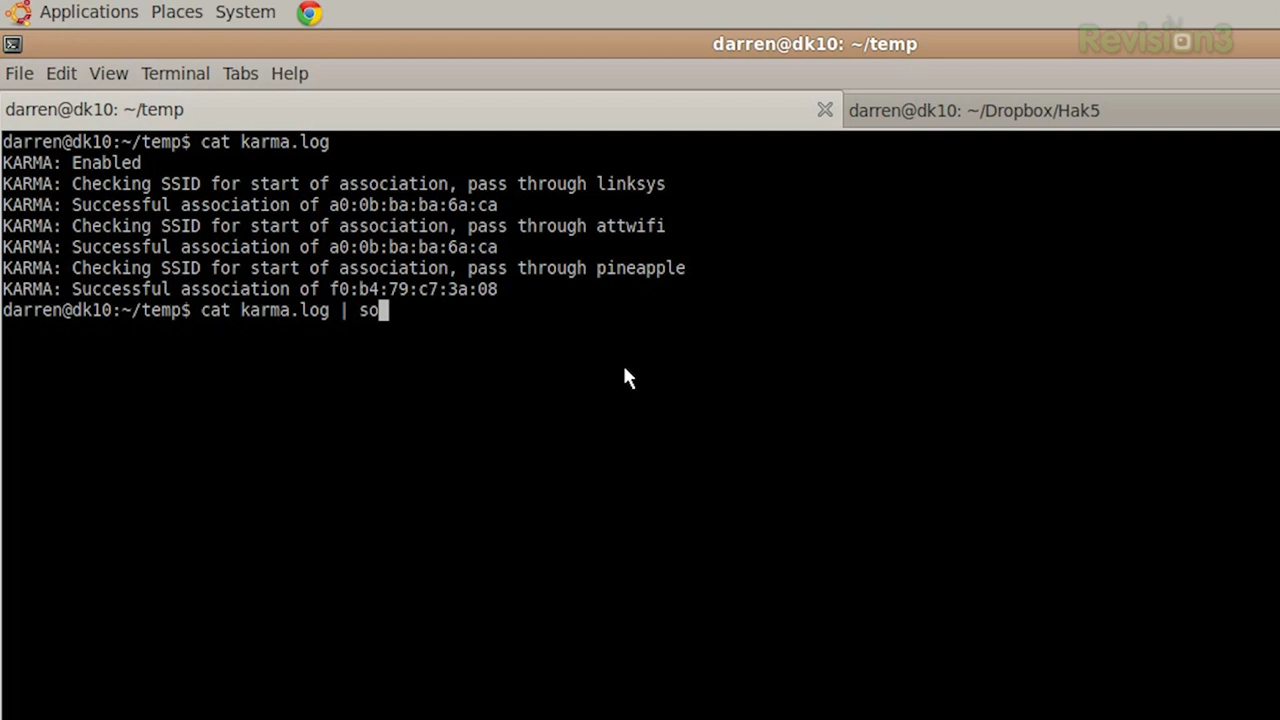 Applications Places System
darren@dk10: ~/temp
Revision3
File Edit View Terminal Tabs Help
darren@dk10: ~/temp
darren@dk10: ~/Dropbox/Hak5
darren@dk10:~/temp$ cat karma.log
KARMA: Enabled
KARMA: Checking SSID for start of association, pass through linksys
KARMA: Successful association of a0:0b:ba:ba:6a:ca
KARMA: Checking SSID for start of association, pass through attwifi
KARMA: Successful association of a0:0b:ba:ba:6a:ca
KARMA: Checking SSID for start of association, pass through pineapple
KARMA: Successful association of f0:b4:79:c7:3a:08
darren@dk10:~/temp$ cat karma.log | so